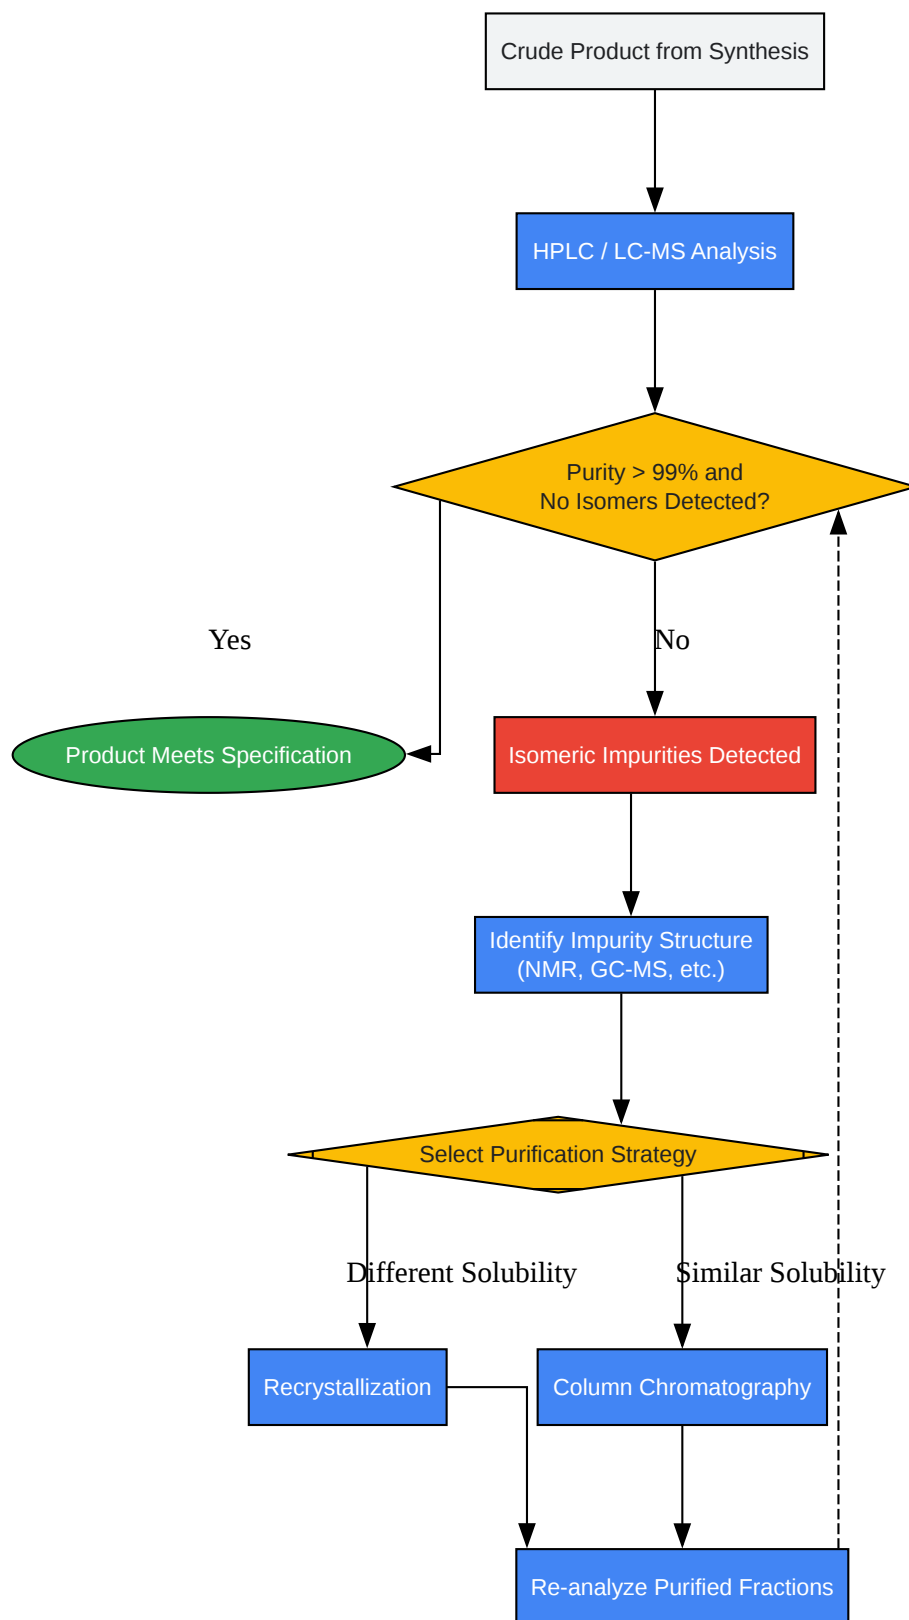 Crude Product from Synthesis
HPLC / LC-MS Analysis
Purity > 99% and
No Isomers Detected?
Yes
No
Product Meets Specification
Isomeric Impurities Detected
Identify Impurity Structure
(NMR, GC-MS, etc.)
Select Purification Strategy
Different Solubility
Similar Solubility
Recrystallization
Column Chromatography
Re-analyze Purified Fractions